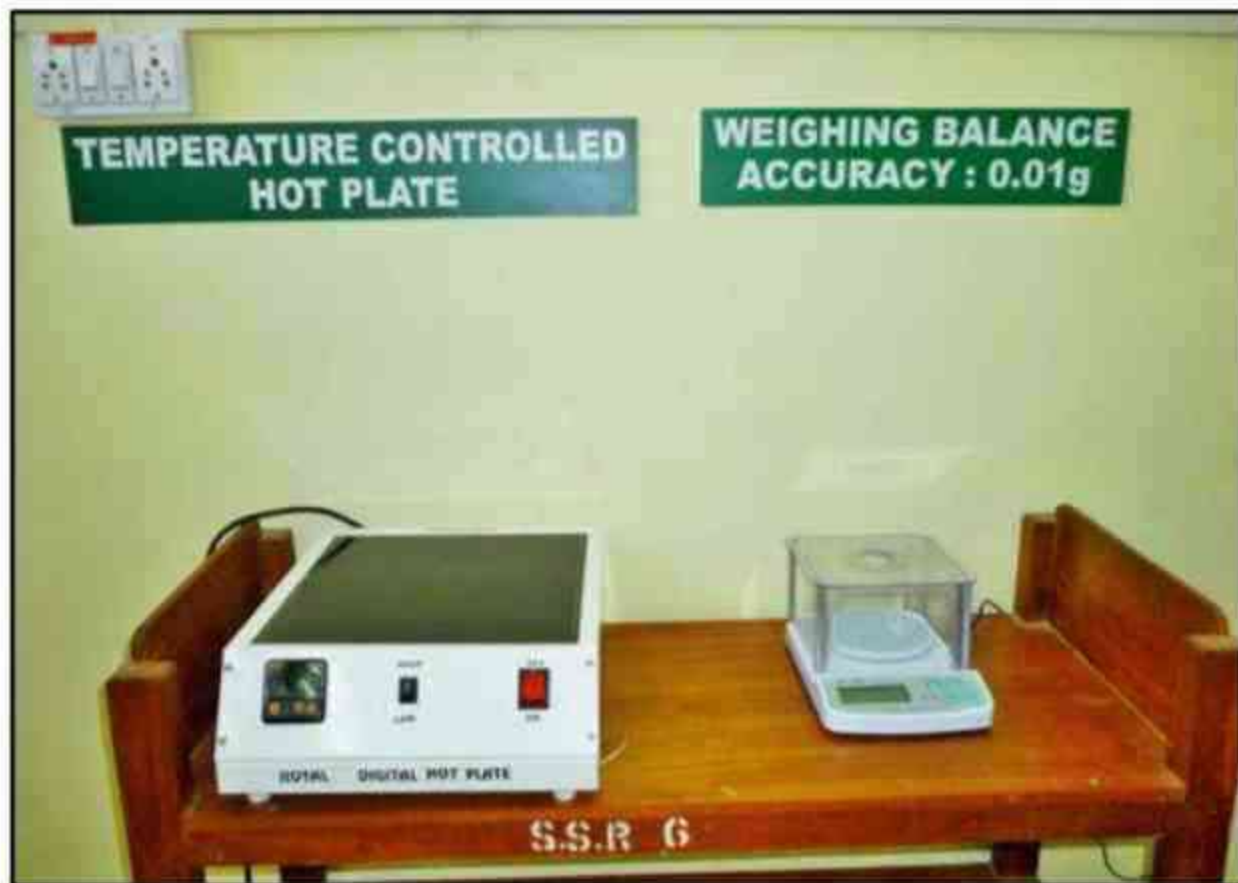 TEMPERATURE CONTROLLED
HOT PLATE
WEIGHING BALANCE
ACCURACY : 0.01g
ROYAL DIGITAL HOT PLATE
S.S.R 6